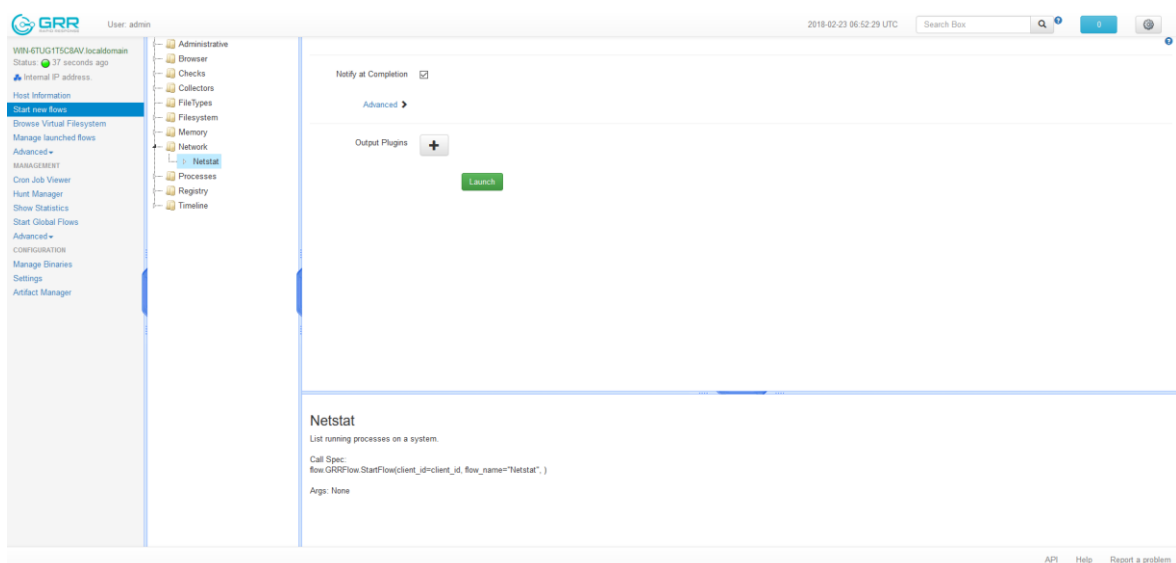 GRR
User: admin
2018-02-23 06:52:29 UTC
Search Box
0
WIN-6TUG1T5C8AV.localdomain
Status: 37 seconds ago
Internal IP address.
Host Information
Start new flows
Browse Virtual Filesystem
Manage launched flows
Advanced
MANAGEMENT
Cron Job Viewer
Hunt Manager
Show Statistics
Start Global Flows
Advanced
CONFIGURATION
Manage Binaries
Settings
Artifact Manager
Administrative
Browser
Checks
Collectors
FileTypes
Filesystem
Memory
Network
Netstat
Processes
Registry
Timeline
Notify at Completion
Advanced
Output Plugins
Launch
Netstat
List running processes on a system.
Call Spec:
flow.GRRFlow.StartFlow(client_id=client_id, flow_name="Netstat", )
Args: None
API Help Report a problem